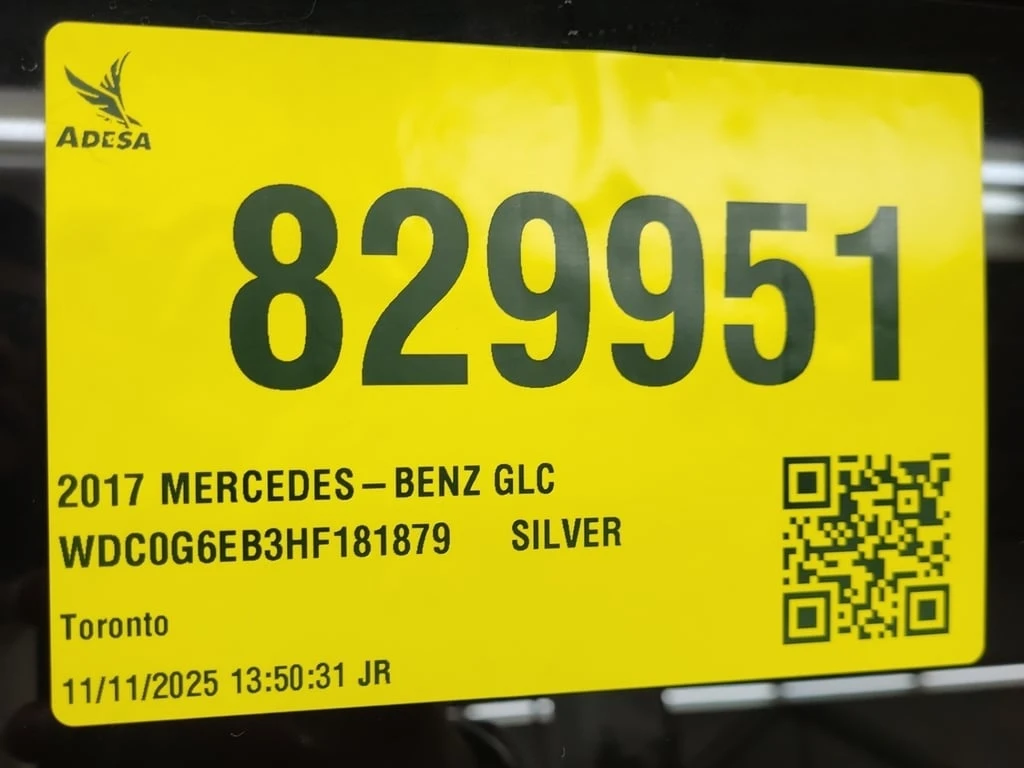 ADESA
829951
2017 MERCEDES-BENZ GLC
WDC0G6EB3HF181879 SILVER
Toronto
11/11/2025 13:50:31 JR